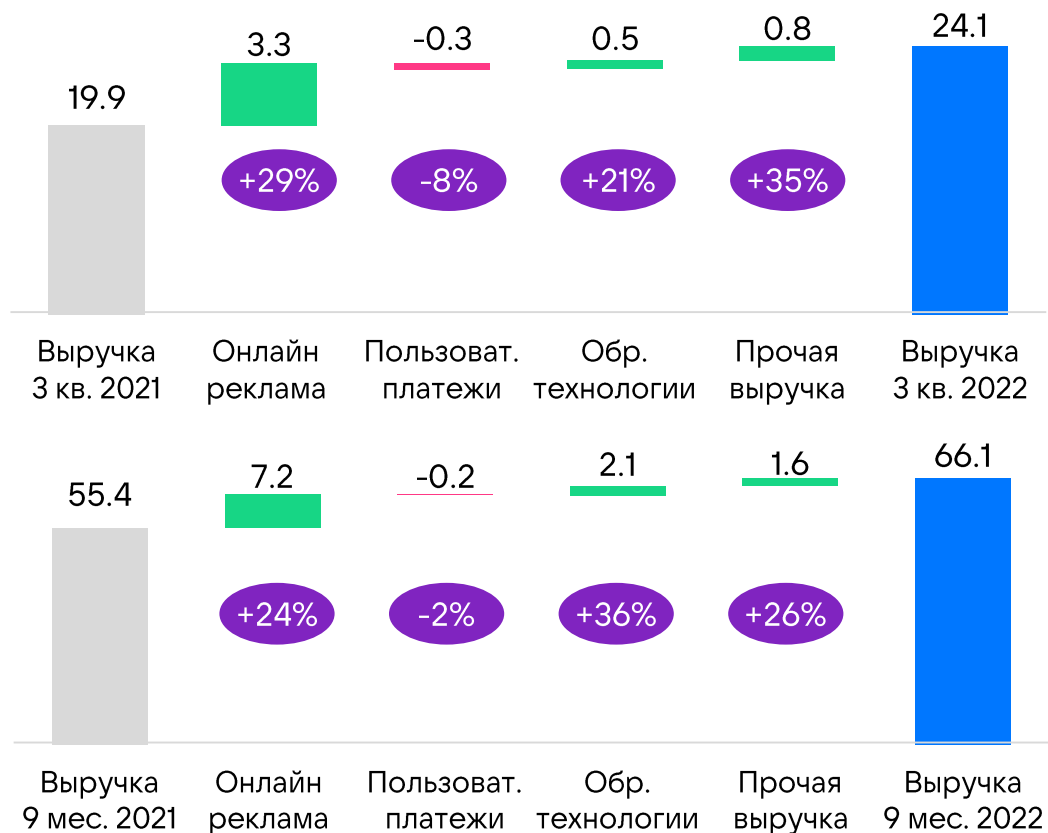 19.9
3.3
-0.3
0.5
0.8
24.1
+29%
-8%
+21%
+35%
Выручка
3 кв. 2021
Онлайн
реклама
Пользоват.
платежи
Обр.
технологии
Прочая
выручка
Выручка
3 кв. 2022
55.4
7.2
-0.2
2.1
1.6
66.1
+24%
-2%
+36%
+26%
Выручка
9 мес. 2021
Онлайн
реклама
Пользоват.
платежи
Обр.
технологии
Прочая
выручка
Выручка
9 мес. 2022